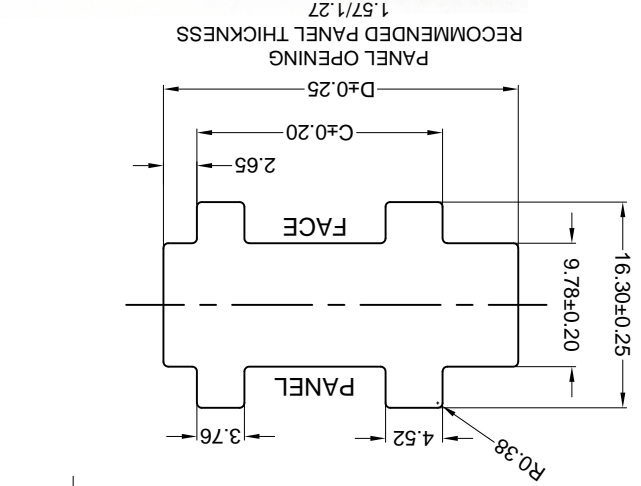 R0.38
4.52
3.76
PANEL
16.30±0.25
9.78±0.20
FACE
2.65
C±0.20
D±0.25
PANEL OPENING
RECOMMENDED PANEL THICKNESS
1.57/1.27